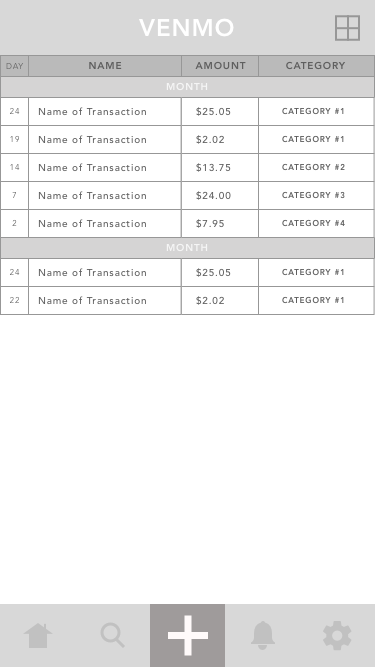 VENMO
DAY NAME AMOUNT CATEGORY
MONTH
24 Name of Transaction $25.05 CATEGORY #1
19 Name of Transaction $2.02 CATEGORY #1
14 Name of Transaction $13.75 CATEGORY #2
7 Name of Transaction $24.00 CATEGORY #3
2 Name of Transaction $7.95 CATEGORY #4
MONTH
24 Name of Transaction $25.05 CATEGORY #1
22 Name of Transaction $2.02 CATEGORY #1